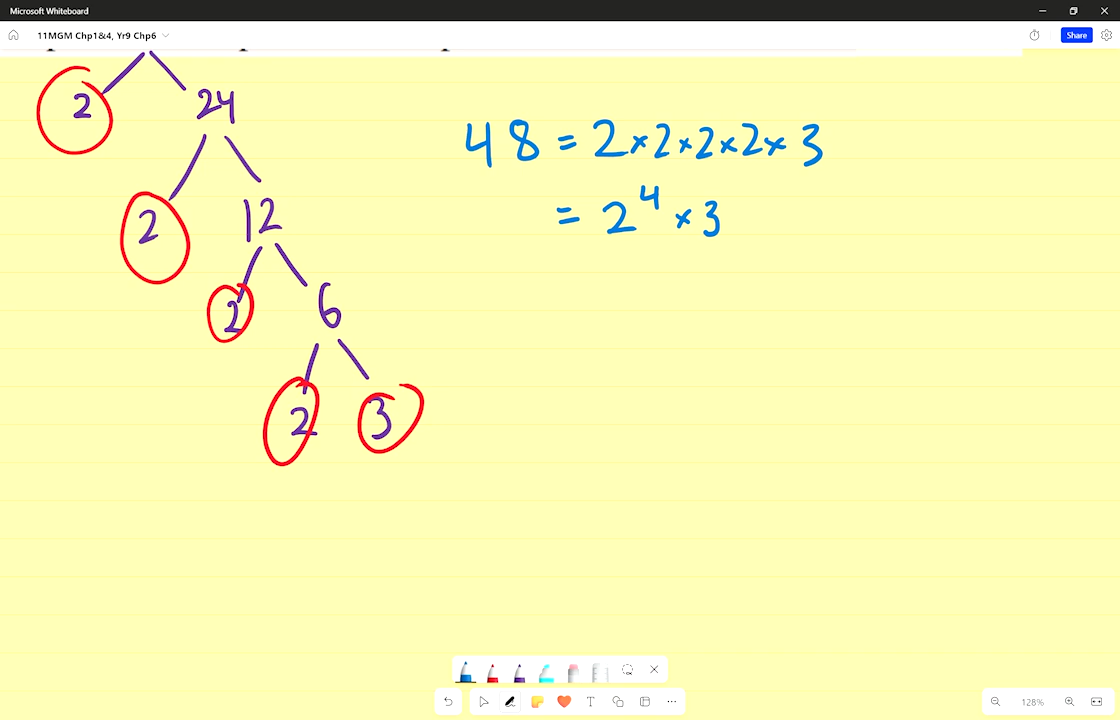 Microsoft Whiteboard
11MGM Chp1&4, Yr9 Chp6
Share
2 24
48 = 2×2×2×2×3
= 2⁴×3
2 12
2 6
2 3
128%